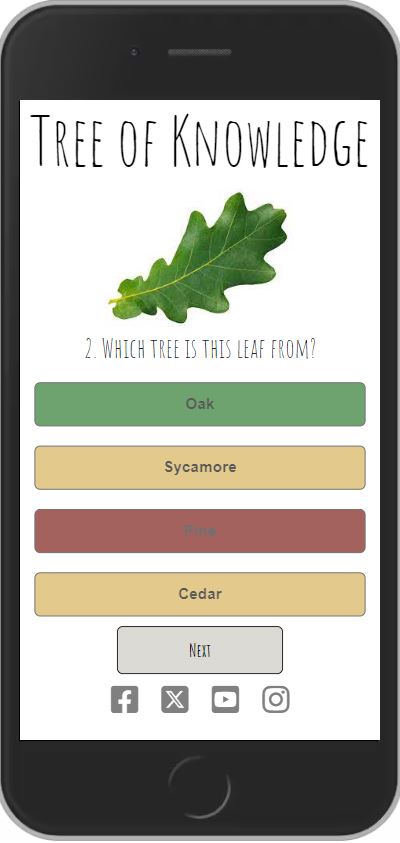 Tree of Knowledge
2. Which tree is this leaf from?
Oak
Sycamore
Pine
Cedar
Next